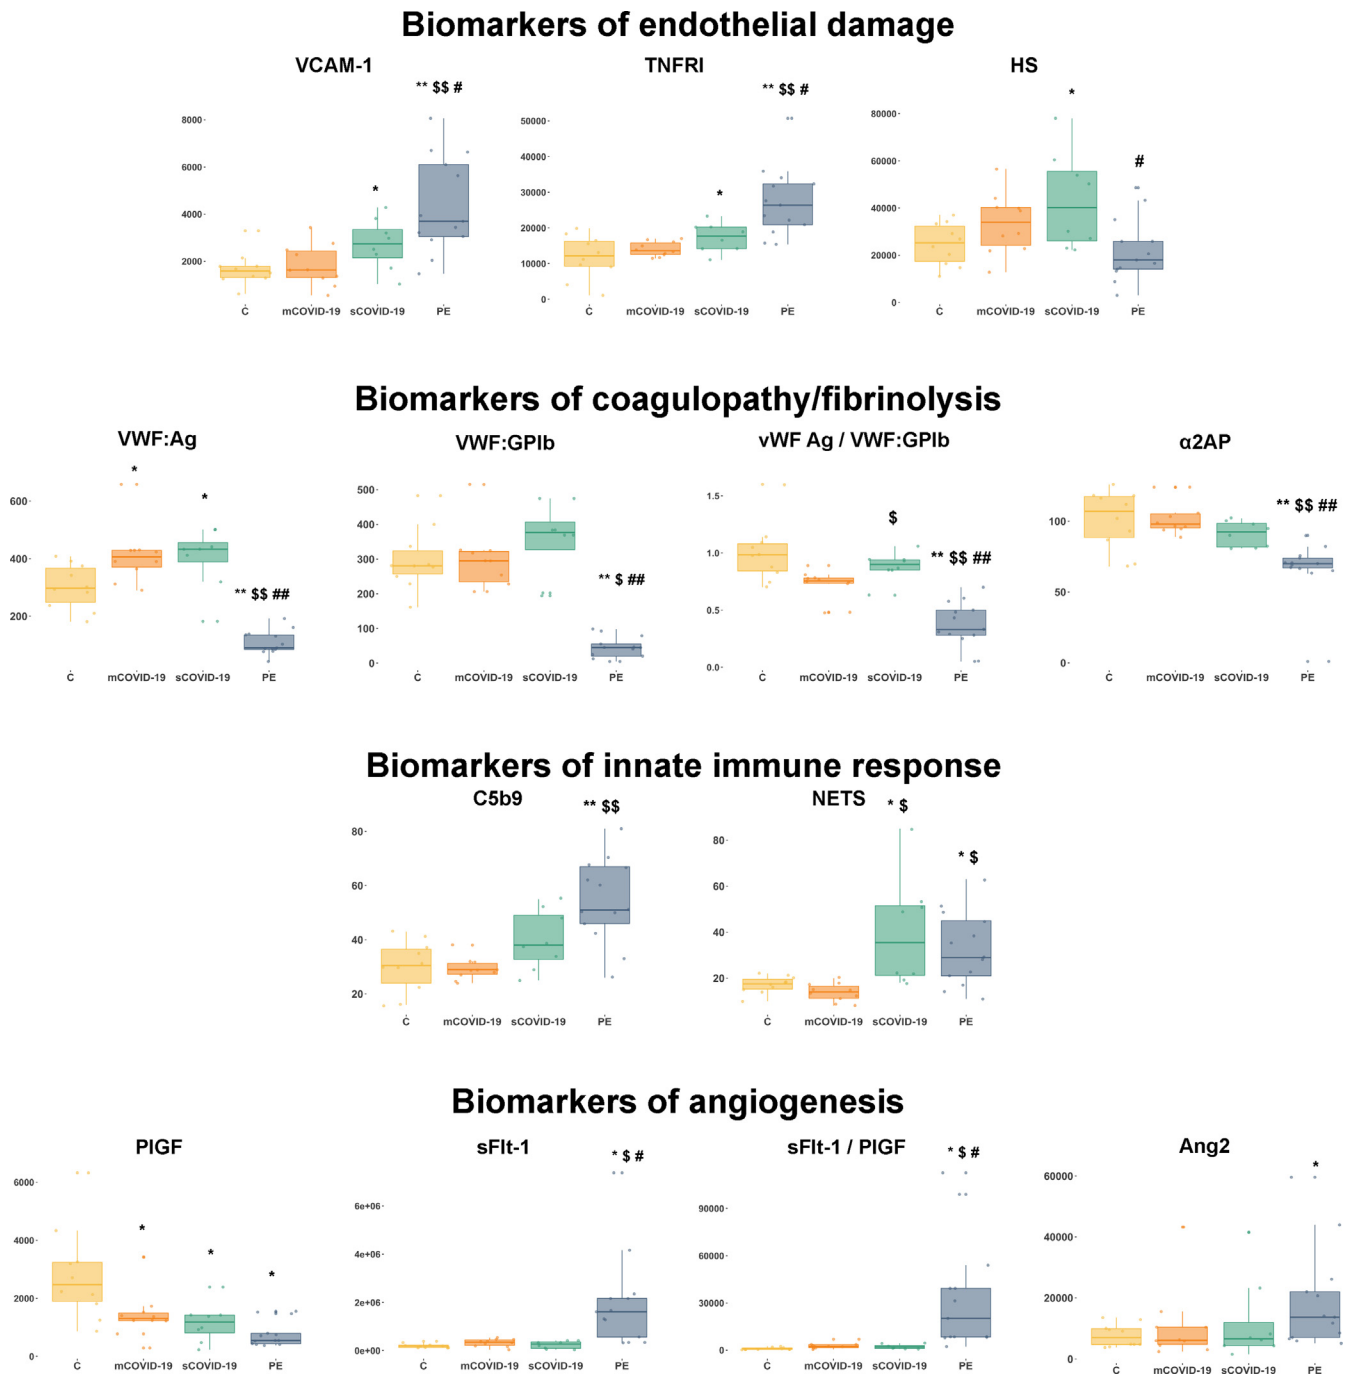 Biomarkers of endothelial damage
VCAM-1 TNFRI HS
** $$ # ** $$ # *
* * #
8000 6000 4000 2000
50000 40000 30000 20000 10000 0
80000 60000 40000 20000 0
C mCOVID-19 sCOVID-19 PE C mCOVID-19 sCOVID-19 PE C mCOVID-19 sCOVID-19 PE
Biomarkers of coagulopathy/fibrinolysis
VWF:Ag VWF:GPIb vWF Ag / VWF:GPIb α2AP
* * ** $$ ## ** $ ## $ ** $$ ## ** $$ ##
600 400 200
500 400 300 200 100 0
1.5 1.0 0.5 0.0
100 50 0
C mCOVID-19 sCOVID-19 PE C mCOVID-19 sCOVID-19 PE C mCOVID-19 sCOVID-19 PE C mCOVID-19 sCOVID-19 PE
Biomarkers of innate immune response
C5b9 NETS
** $$ * $ * $
80 60 40 20
80 60 40 20
C mCOVID-19 sCOVID-19 PE C mCOVID-19 sCOVID-19 PE
Biomarkers of angiogenesis
PlGF sFlt-1 sFlt-1 / PlGF Ang2
* * * * $ # * $ # *
6000 4000 2000 0
6e+06 4e+06 2e+06 0e+00
90000 60000 30000 0
60000 40000 20000 0
C mCOVID-19 sCOVID-19 PE C mCOVID-19 sCOVID-19 PE C mCOVID-19 sCOVID-19 PE C mCOVID-19 sCOVID-19 PE